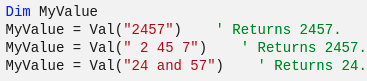 Dim MyValue
MyValue = Val("2457")    ' Returns 2457.
MyValue = Val(" 2 45 7")    ' Returns 2457.
MyValue = Val("24 and 57")    ' Returns 24.